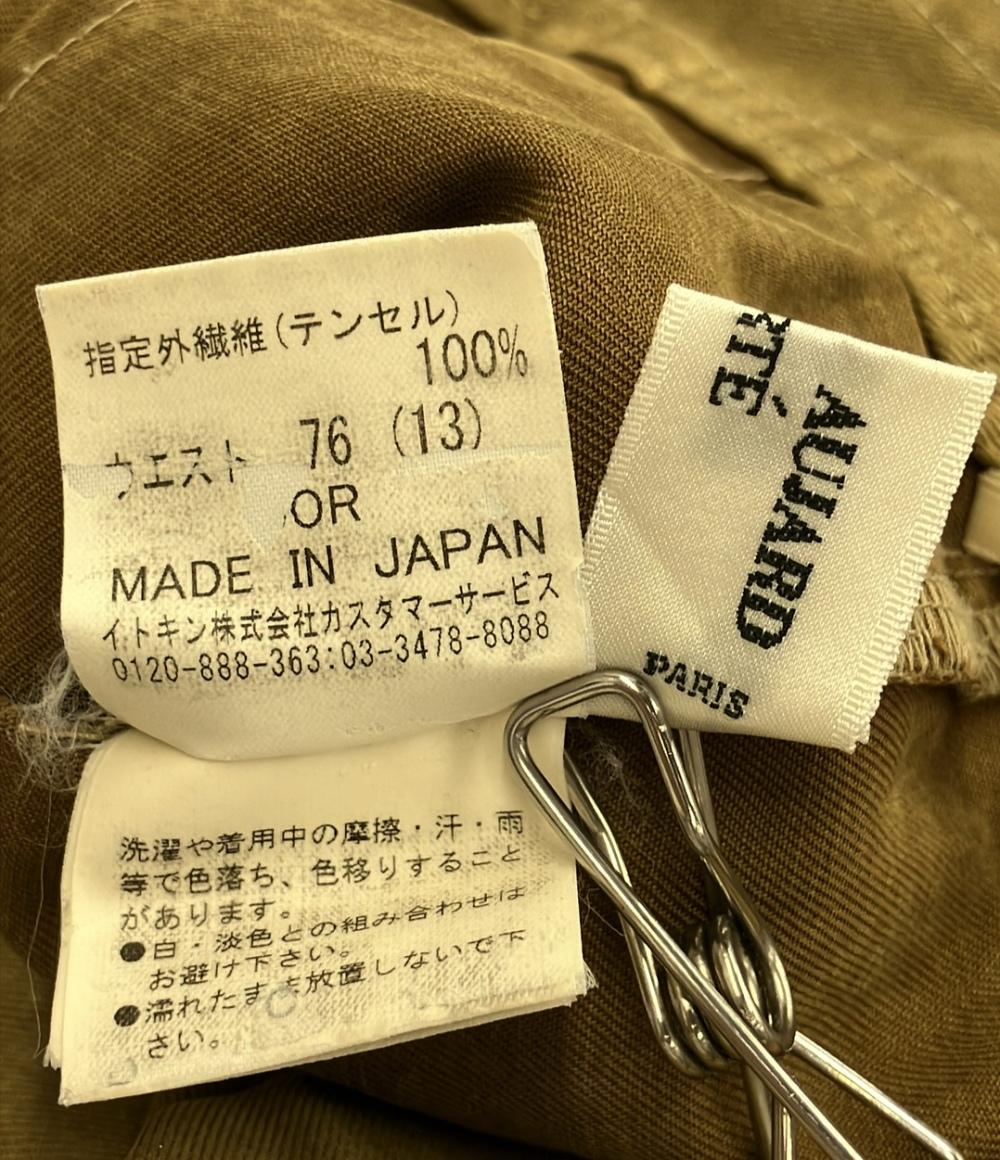 指定外繊維(テンセル)
100%
ウエスト 76 (13)
OR
MADE IN JAPAN
イトキン株式会社カスタマーサービス
0120-888-363:03-3478-8088
洗濯や着用中の摩擦・汗・雨
等で色落ち、色移りすること
があります。
●白・淡色との組み合わせは
お避け下さい。
●濡れたまま放置しないで下
さい。
RTÉ
AUJARD
PARIS